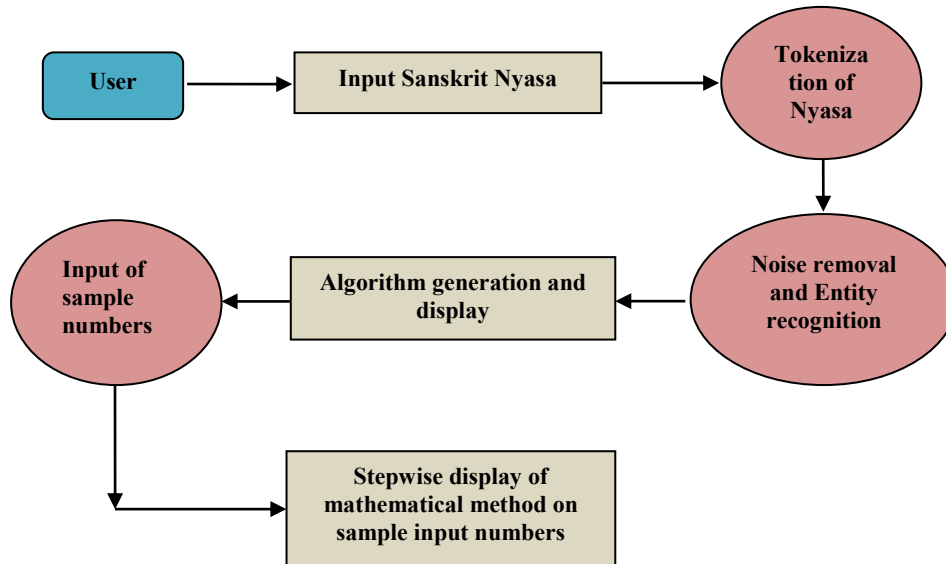 User
Input Sanskrit Nyasa
Tokeniza
tion of
Nyasa
Noise removal
and Entity
recognition
Algorithm generation and
display
Input of
sample
numbers
Stepwise display of
mathematical method on
sample input numbers